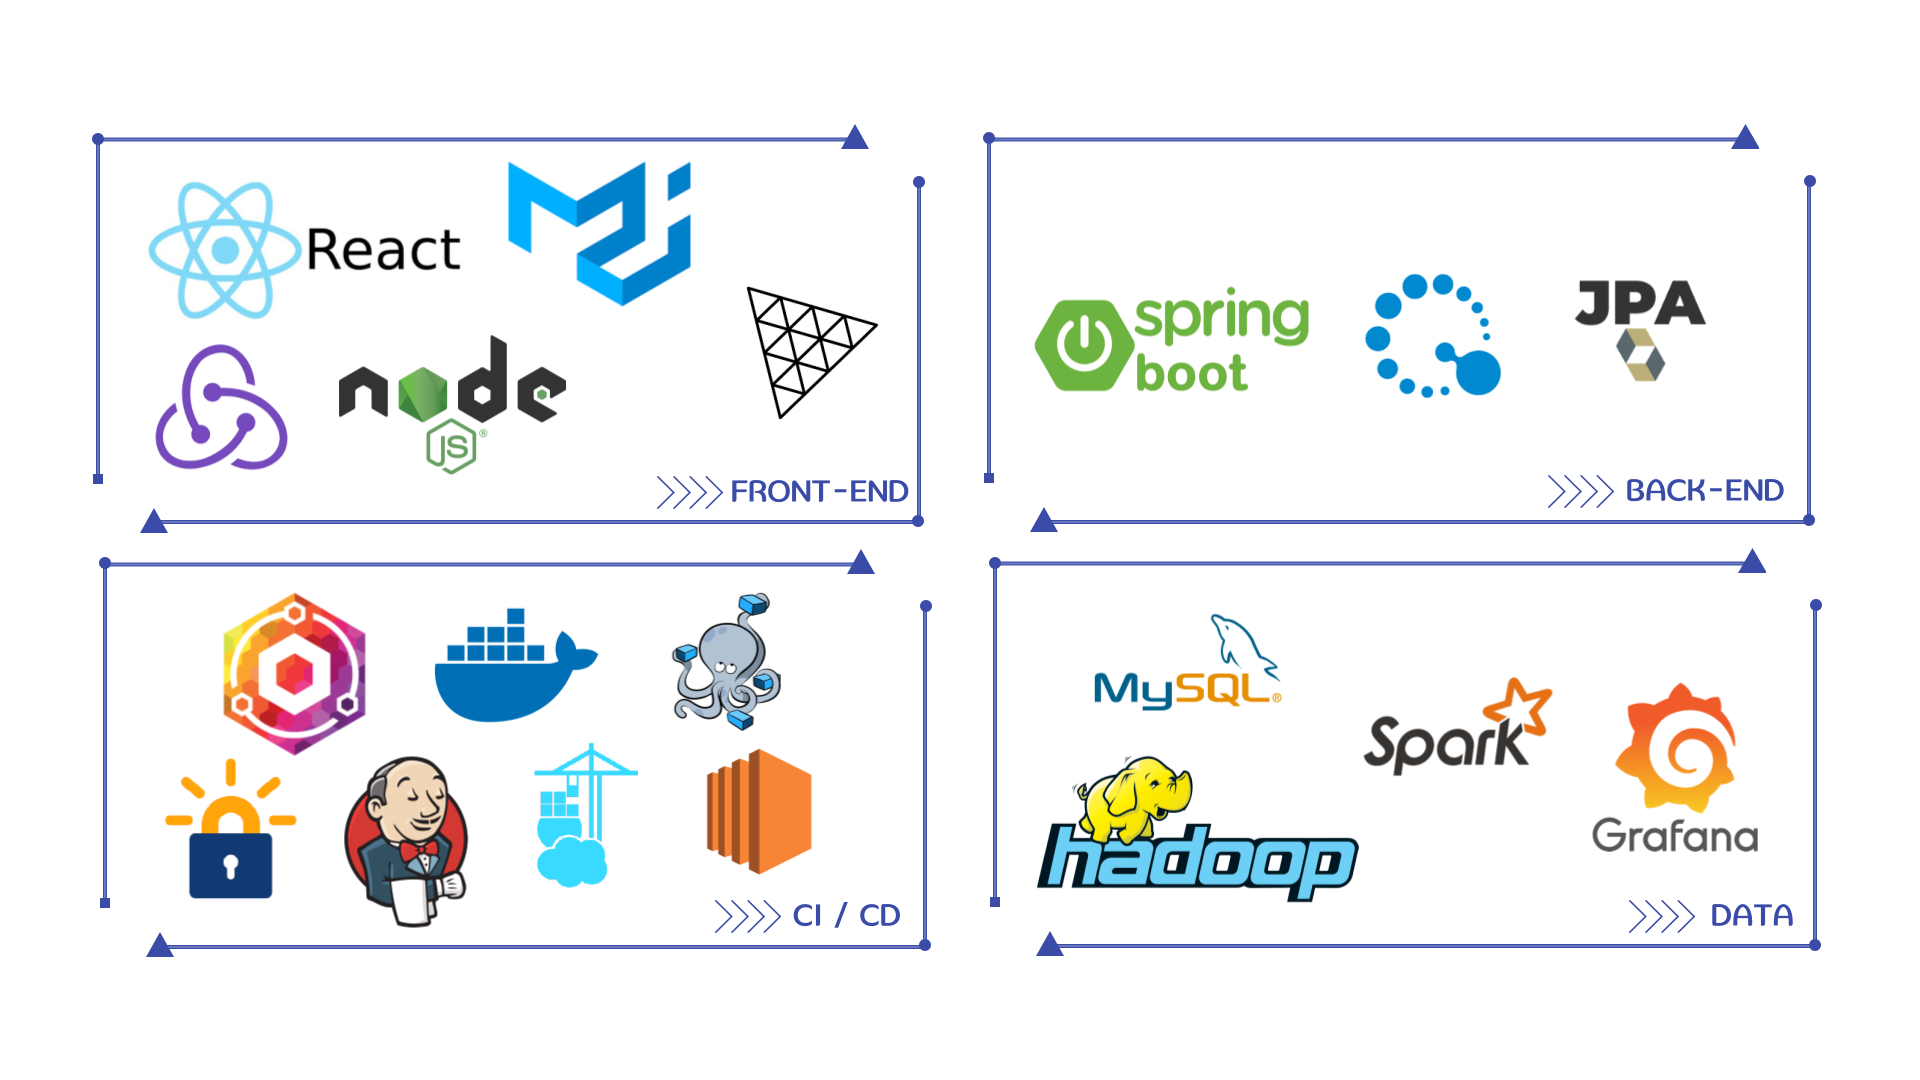 React
node
JS®
FRONT-END
spring
boot
JPA
BACK-END
CI / CD
MySQL®
Spark
hadoop
Grafana
DATA